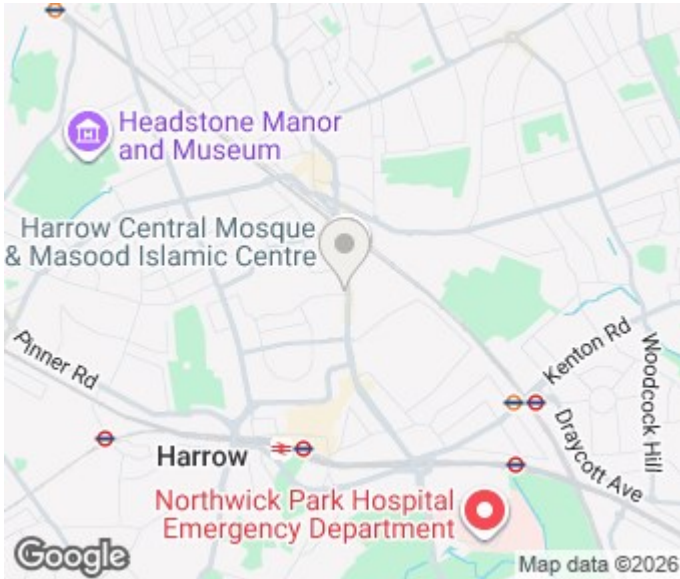 Headstone Manor
and Museum
Harrow Central Mosque
& Masood Islamic Centre
Pinner Rd
Kenton Rd
Woodcock Hill
Draycott Ave
Harrow
Northwick Park Hospital
Emergency Department
Google
Map data ©2026